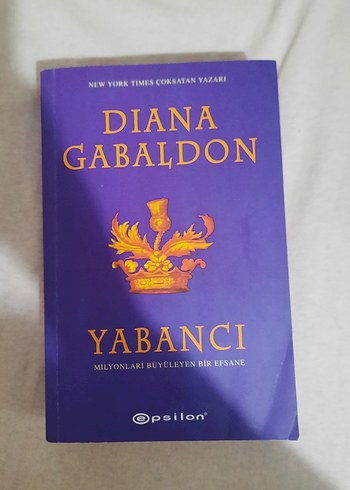 NEW YORK TIMES ÇOKSATAN YAZARI
DIANA
GABALDON
YABANCI
MİLYONLARI BÜYÜLEYEN BİR EFSANE
epsilon®